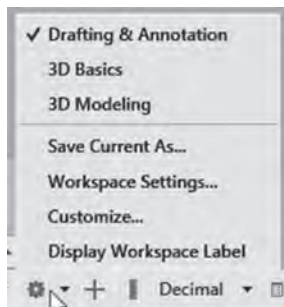 Drafting & Annotation
3D Basics
3D Modeling
Save Current As...
Workspace Settings...
Customize...
Display Workspace Label
Decimal